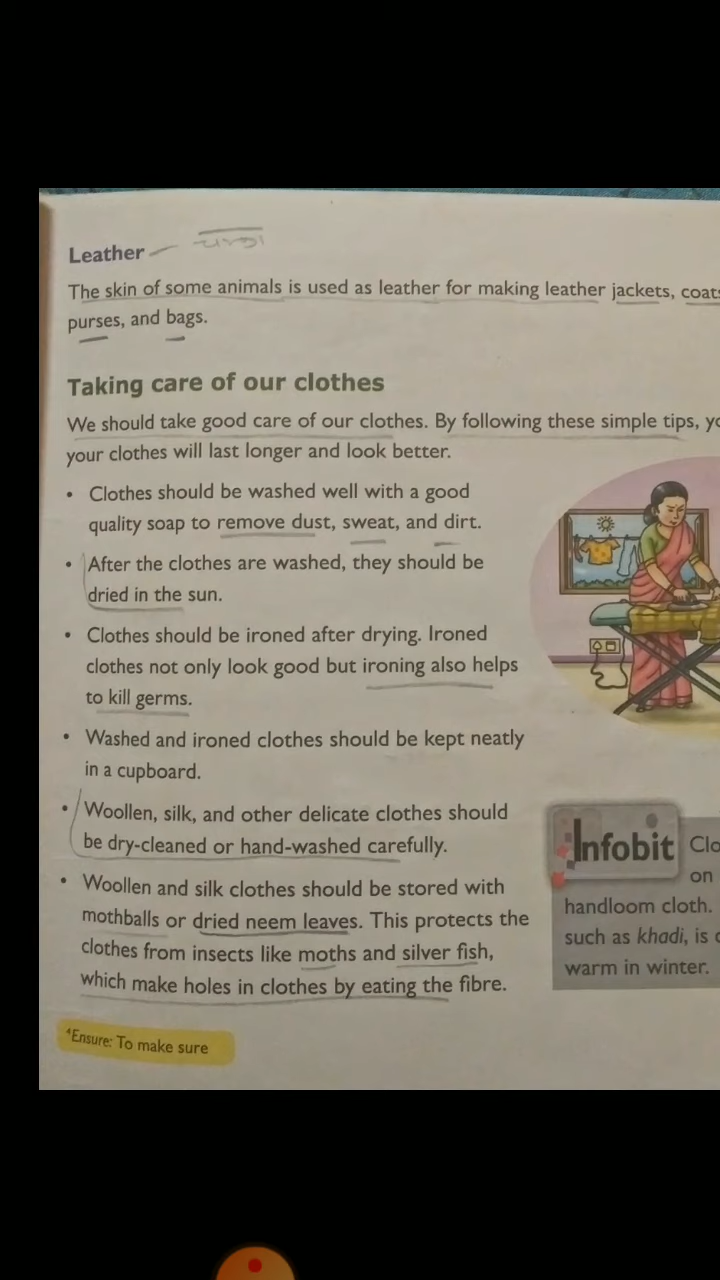 Leather
The skin of some animals is used as leather for making leather jackets, coats
purses, and bags.
Taking care of our clothes
We should take good care of our clothes. By following these simple tips, yo
your clothes will last longer and look better.
• Clothes should be washed well with a good
quality soap to remove dust, sweat, and dirt.
• After the clothes are washed, they should be
dried in the sun.
• Clothes should be ironed after drying. Ironed
clothes not only look good but ironing also helps
to kill germs.
• Washed and ironed clothes should be kept neatly
in a cupboard.
• Woollen, silk, and other delicate clothes should
be dry-cleaned or hand-washed carefully.
• Woollen and silk clothes should be stored with
mothballs or dried neem leaves. This protects the
clothes from insects like moths and silver fish,
which make holes in clothes by eating the fibre.
Infobit Clo
on
handloom cloth.
such as khadi, is c
warm in winter.
⁴Ensure: To make sure